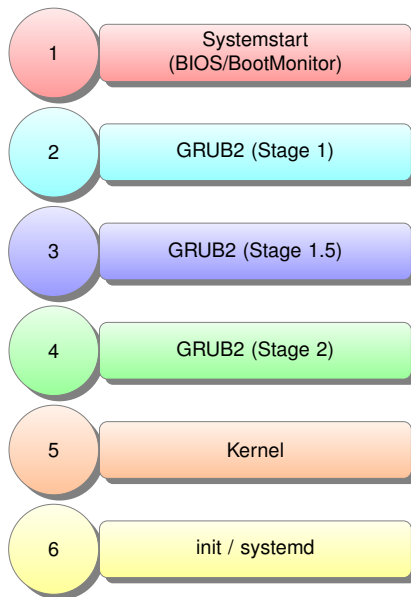 1
Systemstart
(BIOS/BootMonitor)
2
GRUB2 (Stage 1)
3
GRUB2 (Stage 1.5)
4
GRUB2 (Stage 2)
5
Kernel
6
init / systemd